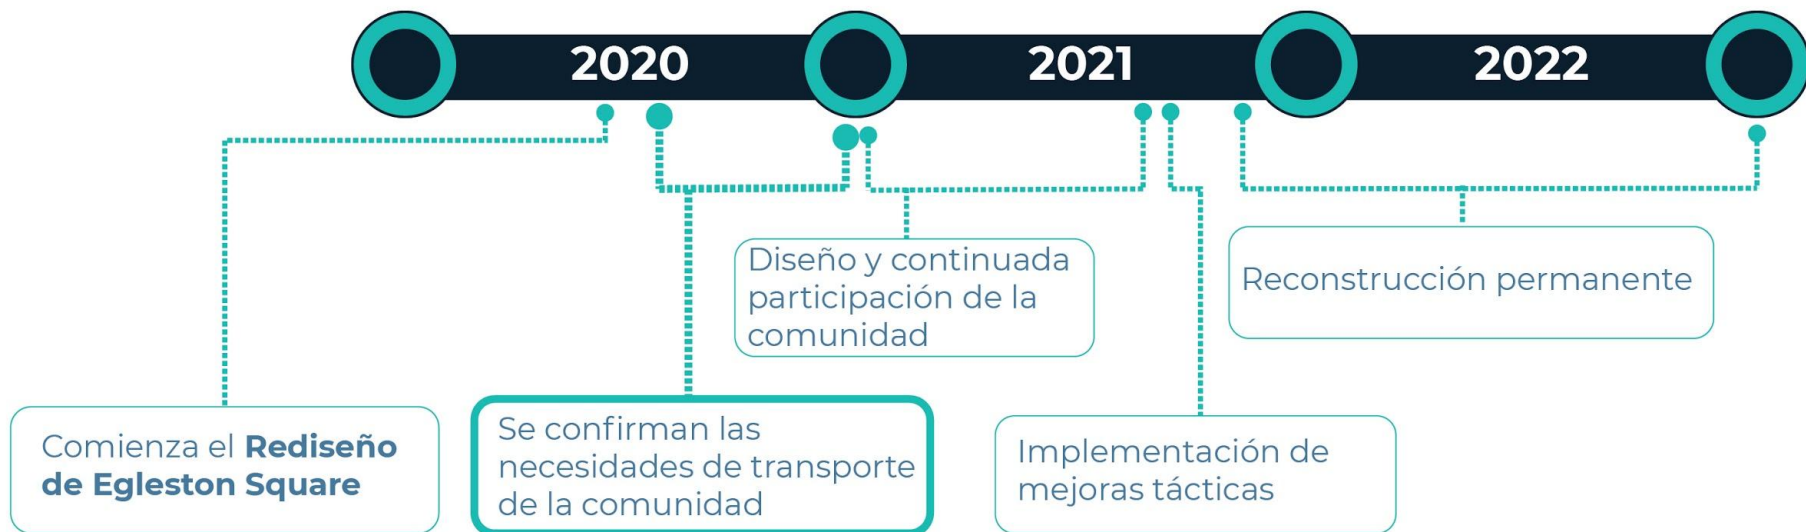 2020
2021
2022
Diseño y continuada
participación de la
comunidad
Reconstrucción permanente
Comienza el Rediseño
de Egleston Square
Se confirman las
necesidades de transporte
de la comunidad
Implementación de
mejoras tácticas